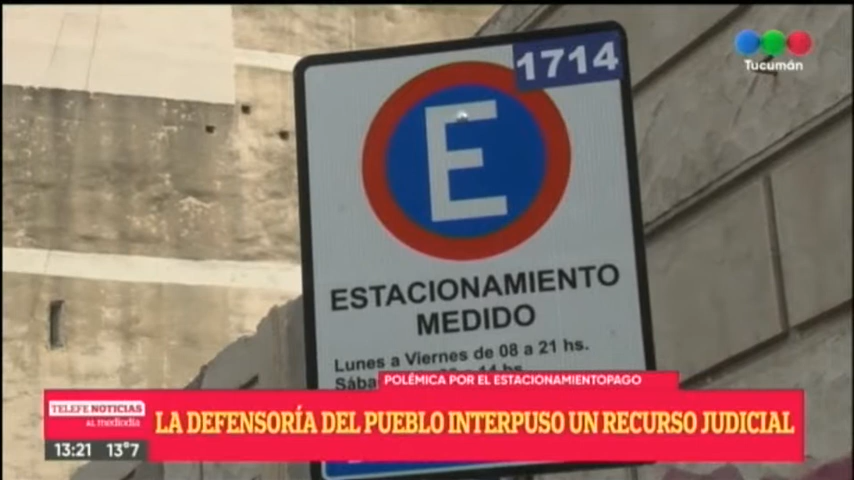 1714
Tucumán
E
ESTACIONAMIENTO
MEDIDO
Lunes a Viernes de 08 a 21 hs.
POLÉMICA POR EL ESTACIONAMIENTOPAGO
TELEFE NOTICIAS
AL mediodía
LA DEFENSORÍA DEL PUEBLO INTERPUSO UN RECURSO JUDICIAL
13:21 13°7